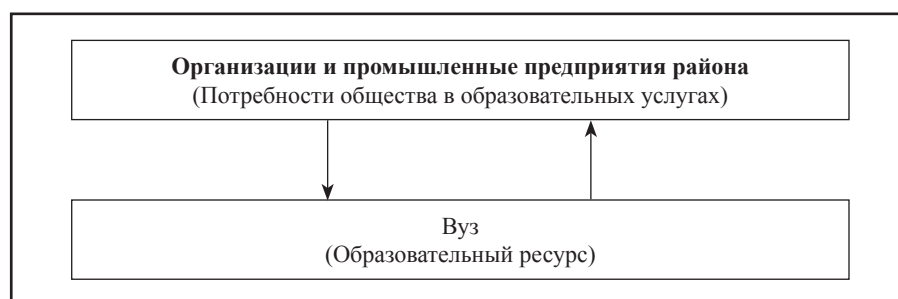 Организации и промышленные предприятия района
(Потребности общества в образовательных услугах)
Вуз
(Образовательный ресурс)